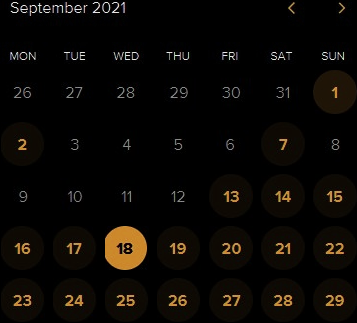 September 2021
MON TUE WED THU FRI SAT SUN
26 27 28 29 30 31 1
2 3 4 5 6 7 8
9 10 11 12 13 14 15
16 17 18 19 20 21 22
23 24 25 26 27 28 29